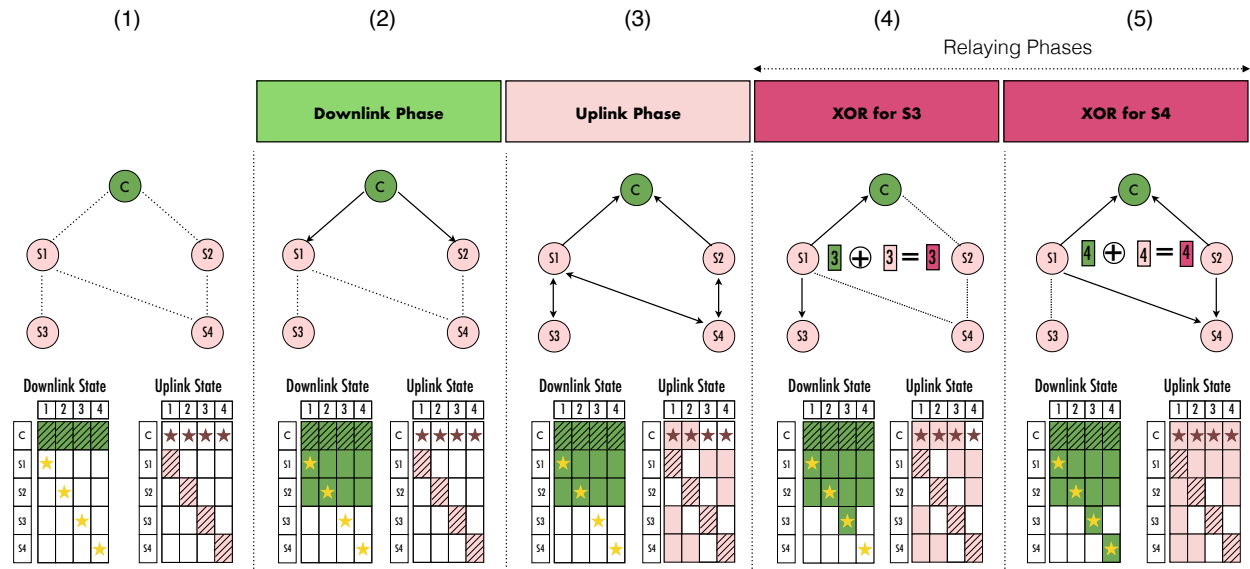 (1) (2) (3) (4) (5)
Relaying Phases
Downlink Phase Uplink Phase XOR for S3 XOR for S4
C C C C C
S1 S2 S1 S2 S1 S2 S1 3 ⊕ 3 = 3 S2 S1 4 ⊕ 4 = 4 S2
S3 S4 S3 S4 S3 S4 S3 S4 S3 S4
Downlink State Uplink State Downlink State Uplink State Downlink State Uplink State Downlink State Uplink State Downlink State Uplink State
1 2 3 4 1 2 3 4 1 2 3 4 1 2 3 4 1 2 3 4 1 2 3 4 1 2 3 4 1 2 3 4 1 2 3 4 1 2 3 4
C C C C C C C C C C
S1 S1 S1 S1 S1 S1 S1 S1 S1 S1
S2 S2 S2 S2 S2 S2 S2 S2 S2 S2
S3 S3 S3 S3 S3 S3 S3 S3 S3 S3
S4 S4 S4 S4 S4 S4 S4 S4 S4 S4